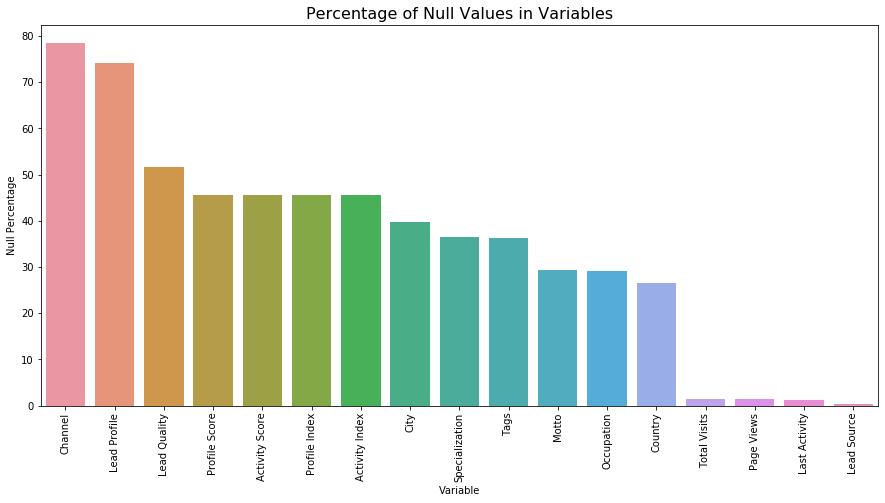 Percentage of Null Values in Variables
Null Percentage
80
70
60
50
40
30
20
10
0
Channel
Lead Profile
Lead Quality
Profile Score
Activity Score
Profile Index
Activity Index
City
Specialization
Tags
Motto
Occupation
Country
Total Visits
Page Views
Last Activity
Lead Source
Variable